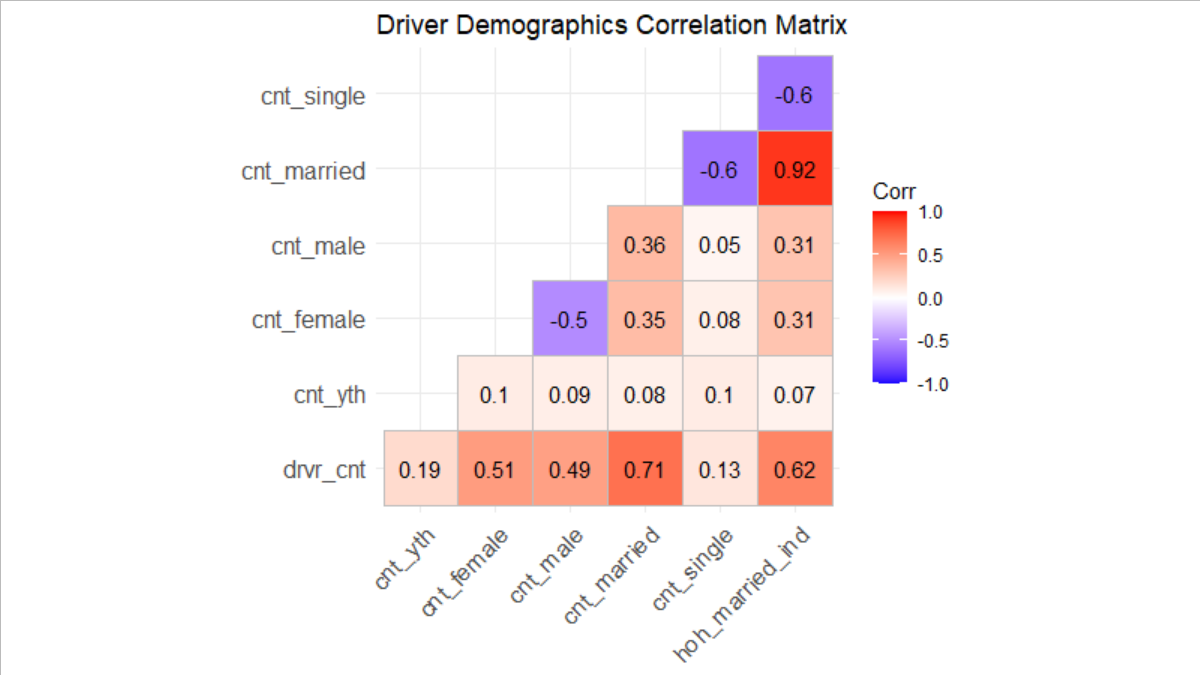 Driver Demographics Correlation Matrix
cnt_single -0.6
cnt_married -0.6 0.92
cnt_male 0.36 0.05 0.31
cnt_female -0.5 0.35 0.08 0.31
cnt_yth 0.1 0.09 0.08 0.1 0.07
drvr_cnt 0.19 0.51 0.49 0.71 0.13 0.62
cnt_yth cnt_female cnt_male cnt_married cnt_single hoh_married_ind
Corr
1.0
0.5
0.0
-0.5
-1.0